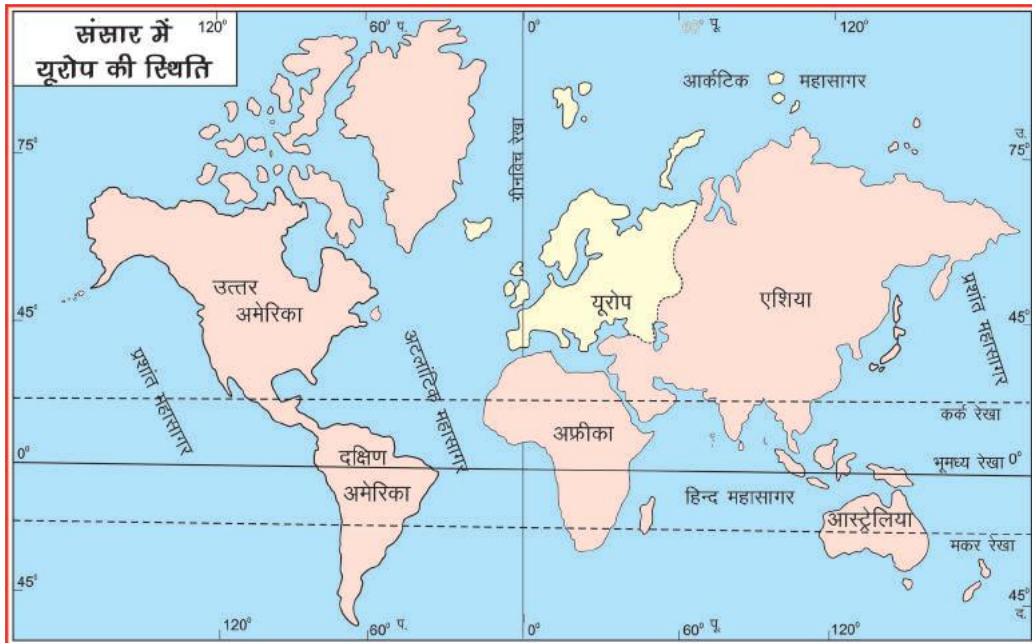 संसार में
यूरोप की स्थिति
120° 60° प. 0° 60° पू. 120°
आर्कटिक महासागर
ग्रीनविच रेखा
75°
उ.
75°
उत्तर
अमेरिका
यूरोप
एशिया
45°
45°
प्रशांत महासागर
अटलांटिक महासागर
प्रशांत महासागर
कर्क रेखा
अफ्रीका
0°
भूमध्य रेखा 0°
दक्षिण
अमेरिका
हिन्द महासागर
आस्ट्रेलिया
मकर रेखा
45°
45°
द.
120° 60° प. 0° 60° पू. 120°